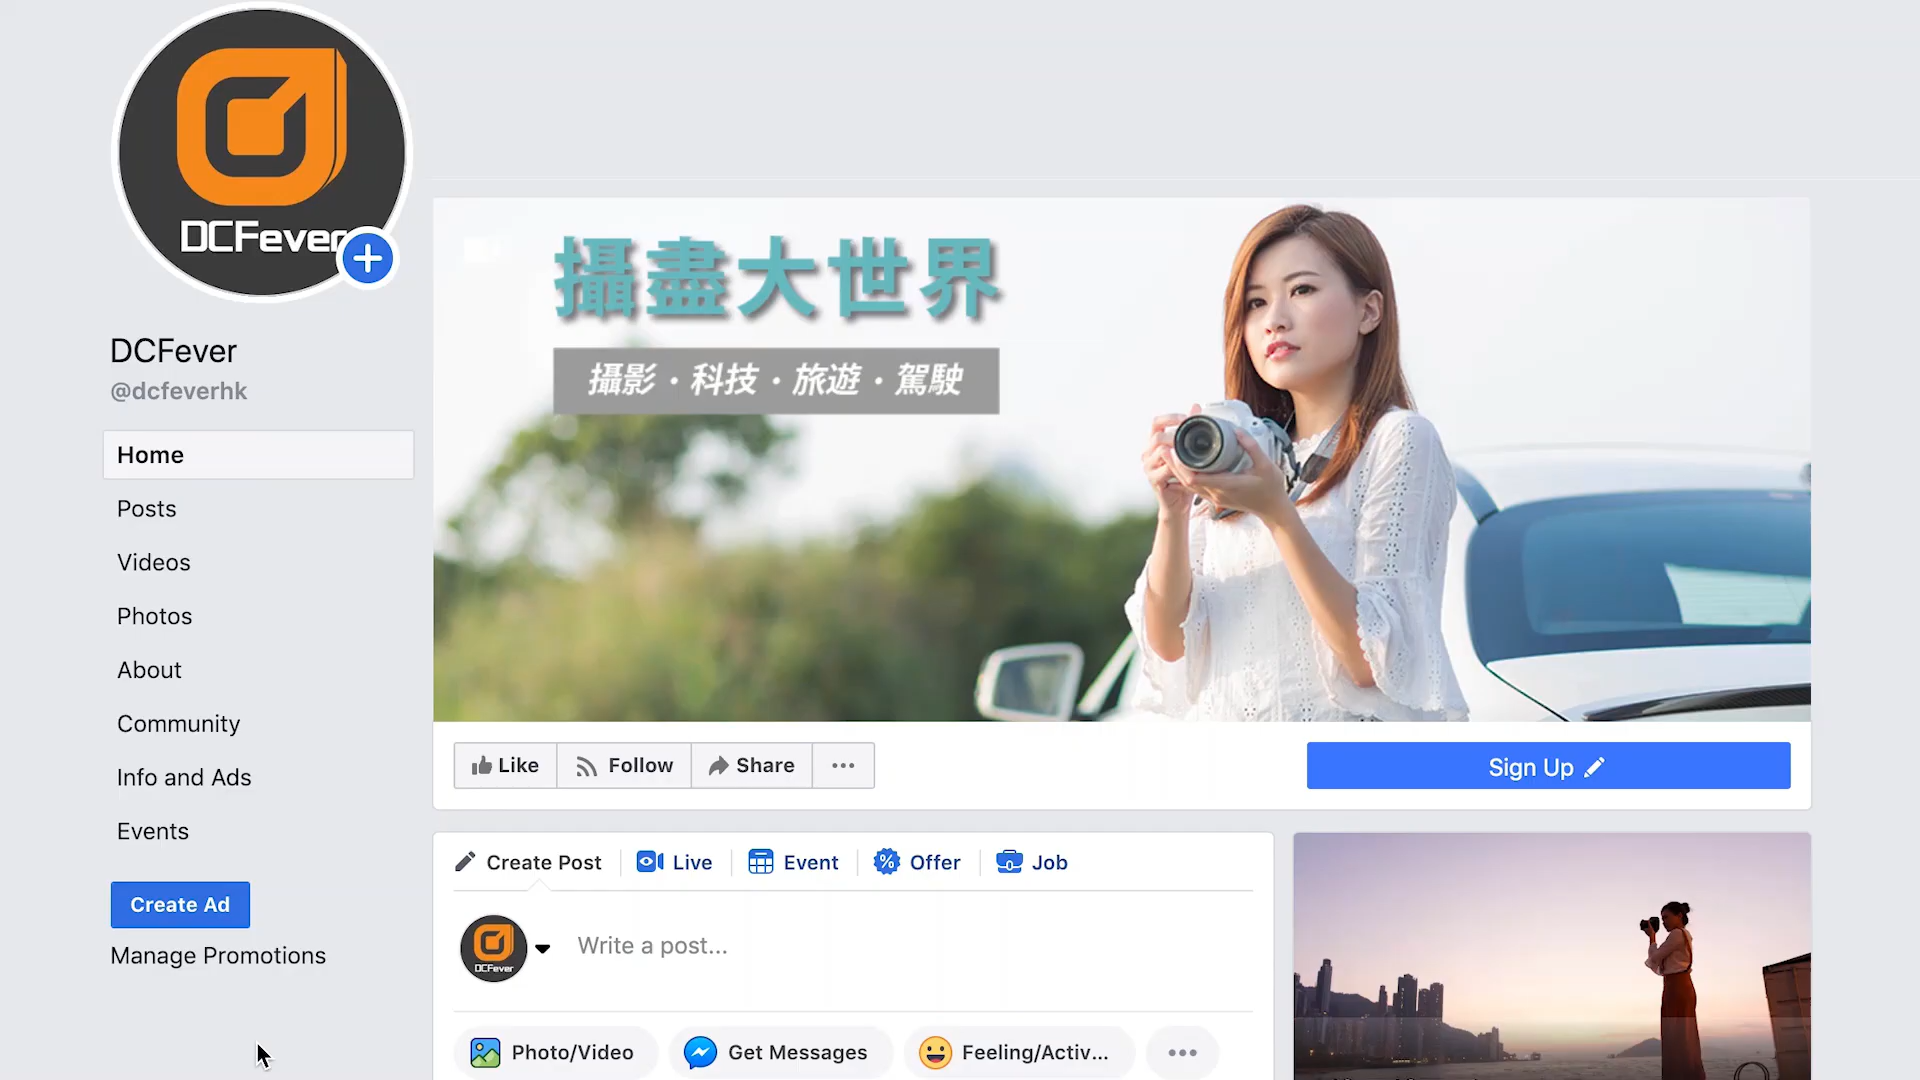 DCFever
DCFever
@dcfeverhk
Home
Posts
Videos
Photos
About
Community
Info and Ads
Events
Create Ad
Manage Promotions
攝盡大世界
攝影·科技·旅遊·駕駛
Like
Follow
Share
Sign Up
Create Post
Live
Event
Offer
Job
DCFever
Write a post...
Photo/Video
Get Messages
Feeling/Activ...